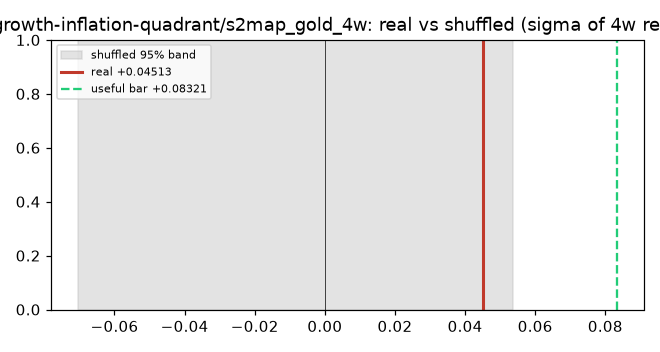 growth-inflation-quadrant/s2map_gold_4w: real vs shuffled (sigma of 4w re
shuffled 95% band
real +0.04513
useful bar +0.08321
1.0
0.8
0.6
0.4
0.2
0.0
−0.06 −0.04 −0.02 0.00 0.02 0.04 0.06 0.08